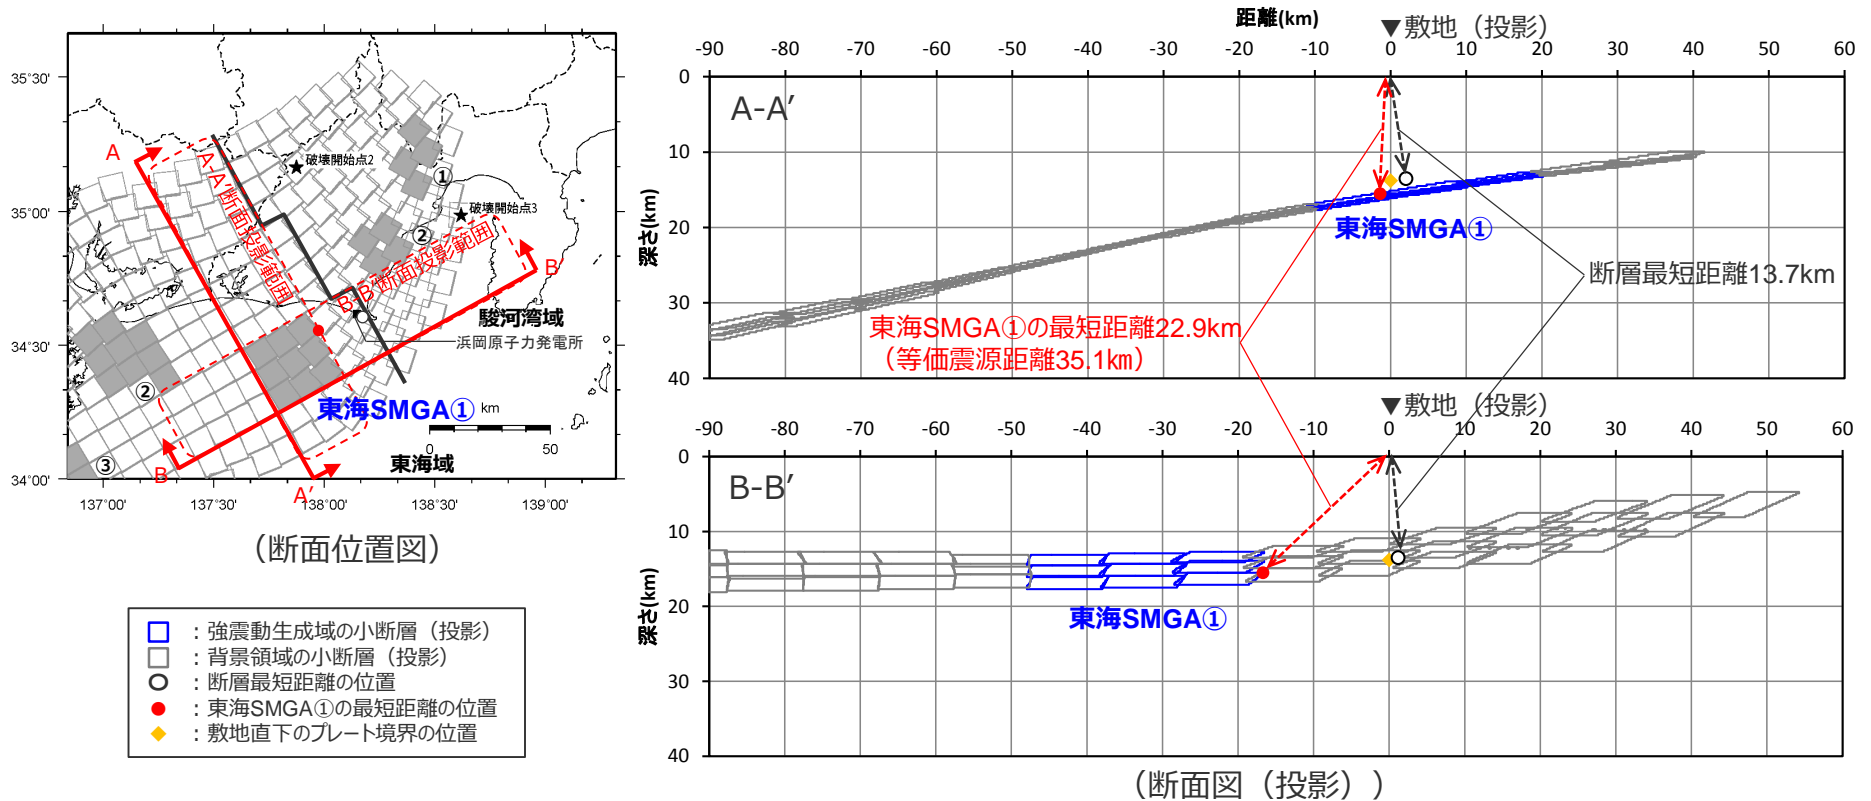 35°30'
35°00'
34°30'
34°00'
137°00'
137°30'
138°00'
138°30'
139°00'
A
A-A'断面投影範囲
破壊開始点2
①
破壊開始点3
②
B-B'断面投影範囲
B'
駿河湾域
浜岡原子力発電所
②
東海SMGA①
km
0
50
③
B
東海域
A'
（断面位置図）
：強震動生成域の小断層（投影）
：背景領域の小断層（投影）
：断層最短距離の位置
：東海SMGA①の最短距離の位置
：敷地直下のプレート境界の位置
距離(km)
▼敷地（投影）
-90 -80 -70 -60 -50 -40 -30 -20 -10 0 10 20 30 40 50 60
0
10
20
30
40
深さ(km)
A-A′
東海SMGA①
断層最短距離13.7km
東海SMGA①の最短距離22.9km
（等価震源距離35.1㎞）
▼敷地（投影）
-90 -80 -70 -60 -50 -40 -30 -20 -10 0 10 20 30 40 50 60
0
10
20
30
40
深さ(km)
B-B′
東海SMGA①
（断面図（投影））